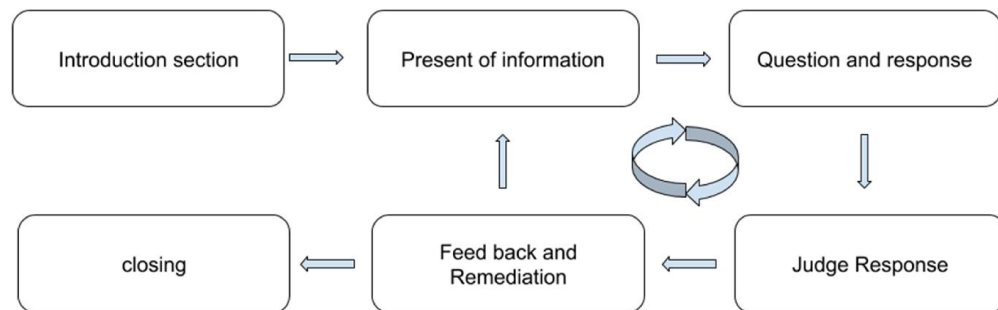 Introduction section
Present of information
Question and response
closing
Feed back and
Remediation
Judge Response